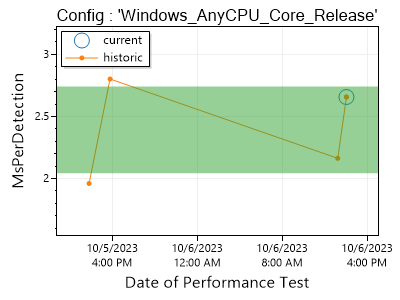 Config : 'Windows_AnyCPU_Core_Release'
current
historic
MsPerDetection
3
2.5
2
10/5/2023
4:00 PM
10/6/2023
12:00 AM
10/6/2023
8:00 AM
10/6/2023
4:00 PM
Date of Performance Test